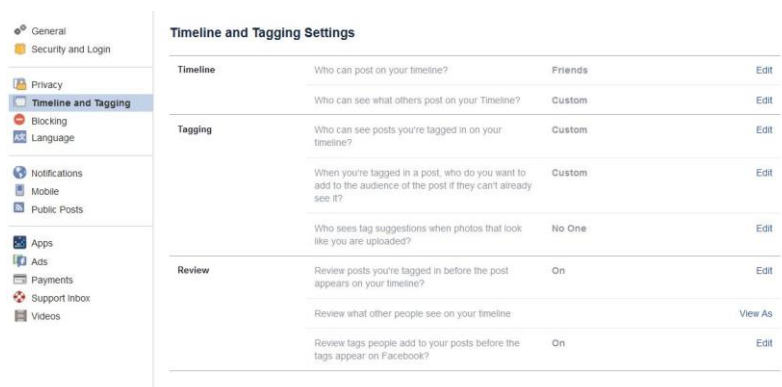 General
Security and Login
Privacy
Timeline and Tagging
Blocking
Language
Notifications
Mobile
Public Posts
Apps
Ads
Payments
Support Inbox
Videos
Timeline and Tagging Settings
Timeline
Who can post on your timeline?
Friends
Edit
Who can see what others post on your Timeline?
Custom
Edit
Tagging
Who can see posts you're tagged in on your
timeline?
Custom
Edit
When you're tagged in a post, who do you want to
add to the audience of the post if they can't already
see it?
Custom
Edit
Who sees tag suggestions when photos that look
like you are uploaded?
No One
Edit
Review
Review posts you're tagged in before the post
appears on your timeline?
On
Edit
Review what other people see on your timeline
View As
Review tags people add to your posts before the
tags appear on Facebook?
On
Edit